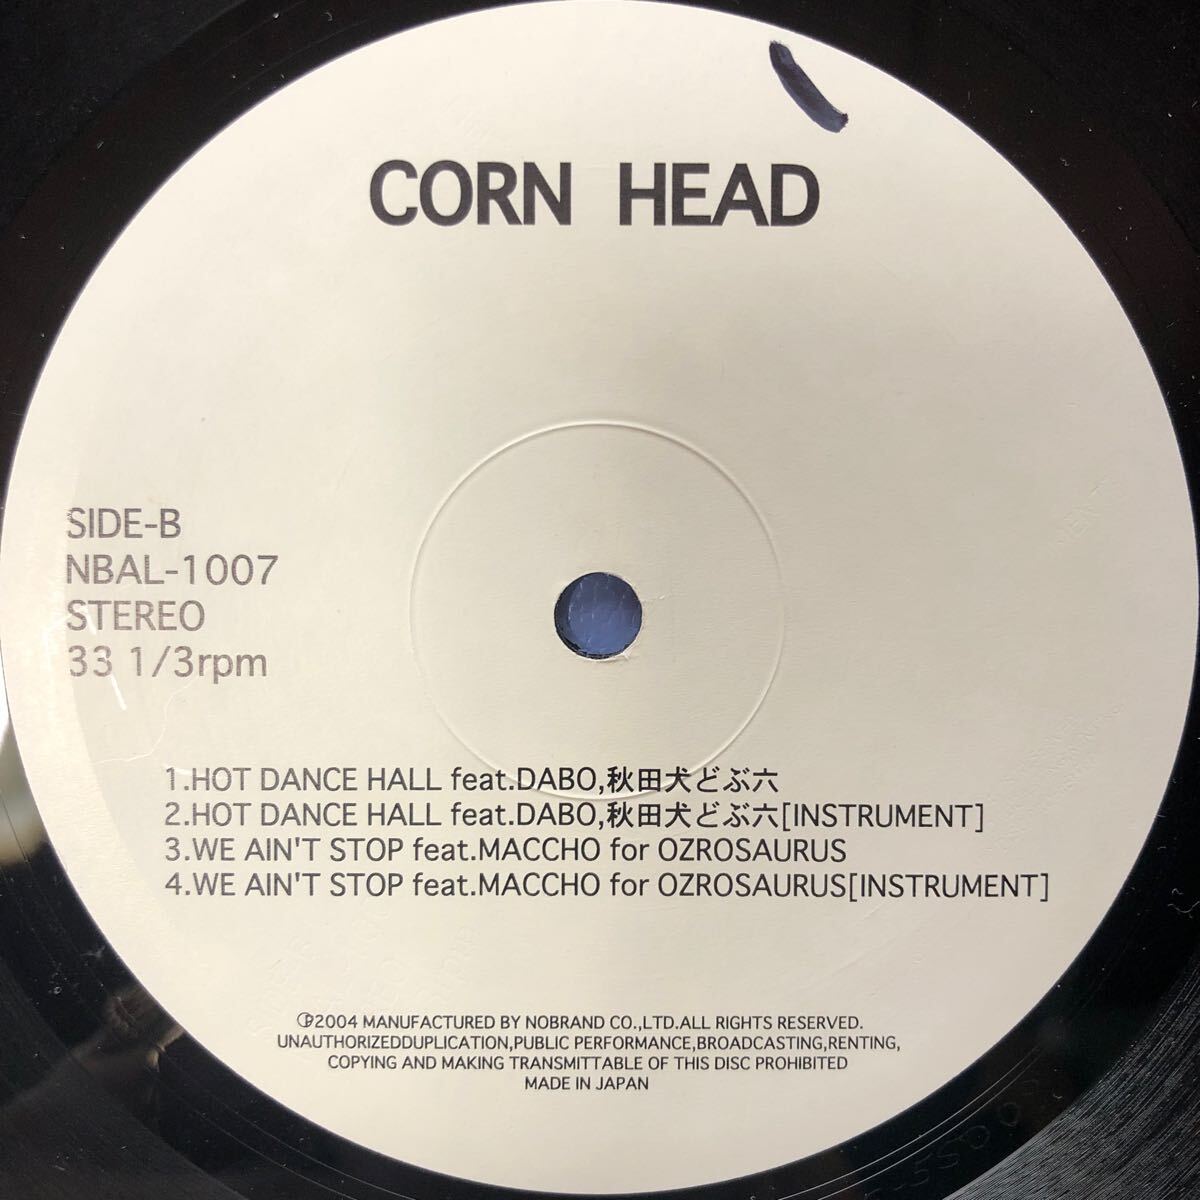 CORN HEAD
SIDE-B
NBAL-1007
STEREO
33 1/3rpm
1.HOT DANCE HALL feat.DABO,秋田犬どぶ六
2.HOT DANCE HALL feat.DABO,秋田犬どぶ六[INSTRUMENT]
3.WE AIN'T STOP feat.MACCHO for OZROSAURUS
4.WE AIN'T STOP feat.MACCHO for OZROSAURUS[INSTRUMENT]
℗2004 MANUFACTURED BY NOBRAND CO.,LTD.ALL RIGHTS RESERVED.
UNAUTHORIZEDDUPLICATION,PUBLIC PERFORMANCE,BROADCASTING,RENTING,
COPYING AND MAKING TRANSMITTABLE OF THIS DISC PROHIBITED
MADE IN JAPAN